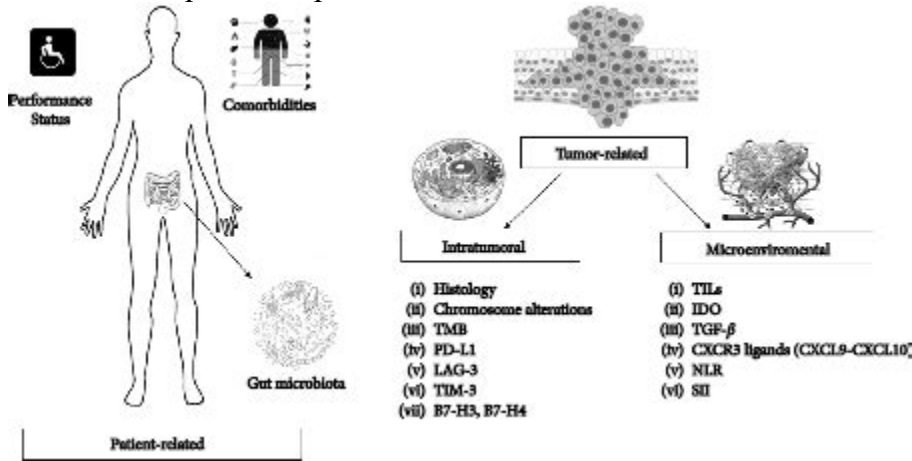 Performance
Status
Comorbidities
Gut microbiota
Patient-related
Tumor-related
Intratumoral
(i) Histology
(ii) Chromosome alterations
(iii) TMB
(iv) PD-L1
(v) LAG-3
(vi) TIM-3
(vii) B7-H3, B7-H4
Microenviromental
(i) TILs
(ii) IDO
(iii) TGF-β
(iv) CXCR3 ligands (CXCL9-CXCL10)
(v) NLR
(vi) SII